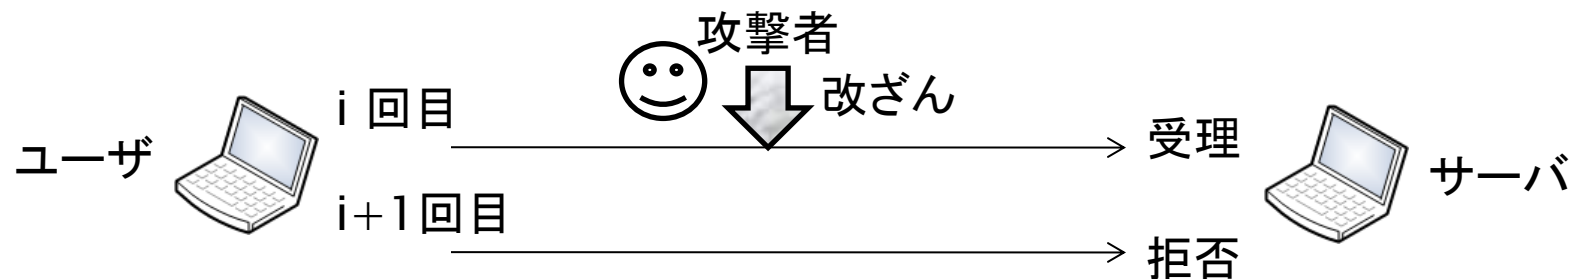 攻撃者
改ざん
i 回目
受理
ユーザ
サーバ
i+1回目
拒否